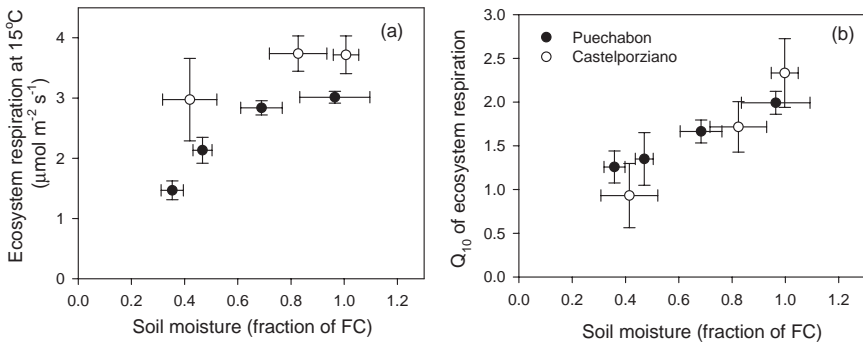 Ecosystem respiration at 15°C
(μmol m⁻² s⁻¹)
4
3
2
1
0
(a)
0.0 0.2 0.4 0.6 0.8 1.0 1.2
Soil moisture (fraction of FC)
Q₁₀ of ecosystem respiration
3.0
2.5
2.0
1.5
1.0
0.5
0.0
Puechabon
Castelporziano
(b)
0.0 0.2 0.4 0.6 0.8 1.0 1.2
Soil moisture (fraction of FC)